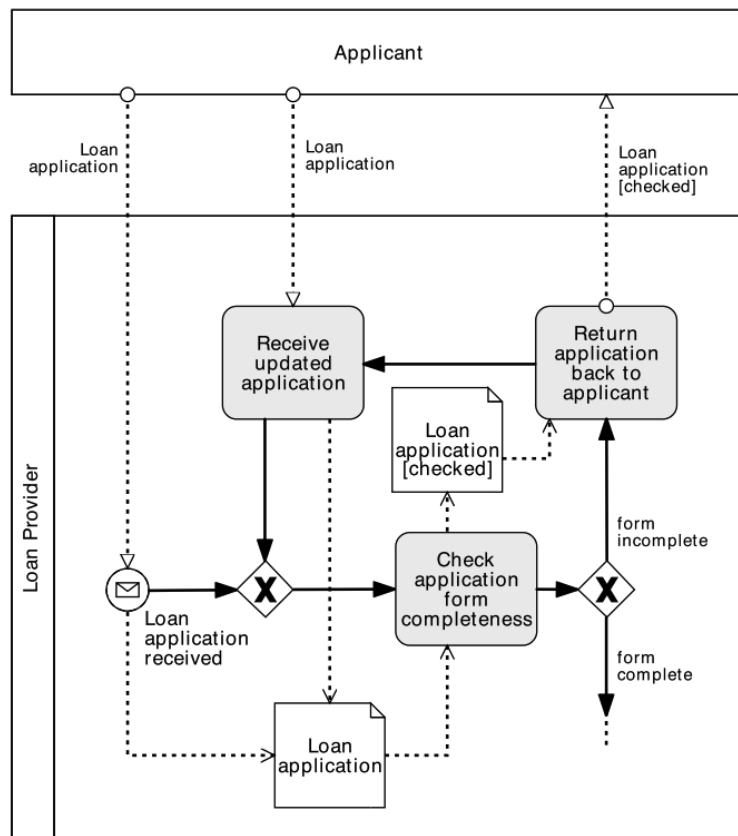 Applicant
Loan
application
Loan
application
Loan
application
[checked]
Loan Provider
Receive
updated
application
Return
application
back to
applicant
Loan
application
[checked]
form
incomplete
Check
application
form
completeness
X
X
Loan
application
received
form
complete
Loan
application